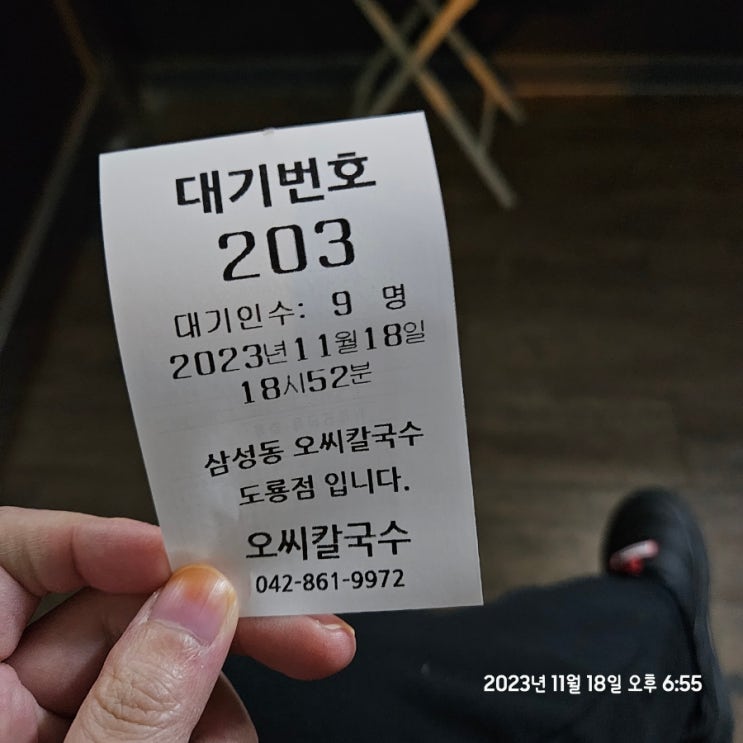 대기번호
203
대기인수: 9 명
2023년11월18일
18시52분
삼성동 오씨칼국수
도룡점 입니다.
오씨칼국수
042-861-9972
2023년 11월 18일 오후 6:55